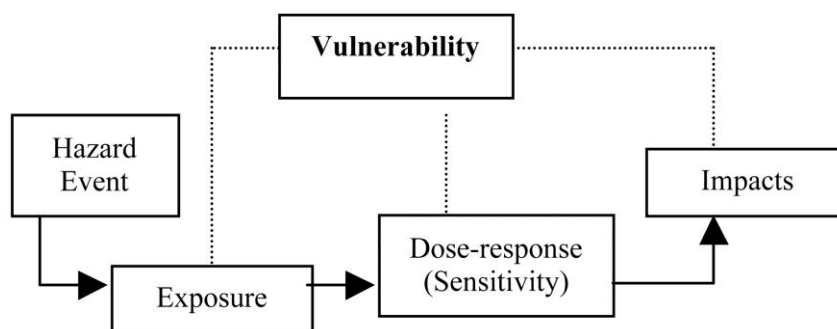 Vulnerability
Hazard
Event
Impacts
Dose-response
(Sensitivity)
Exposure